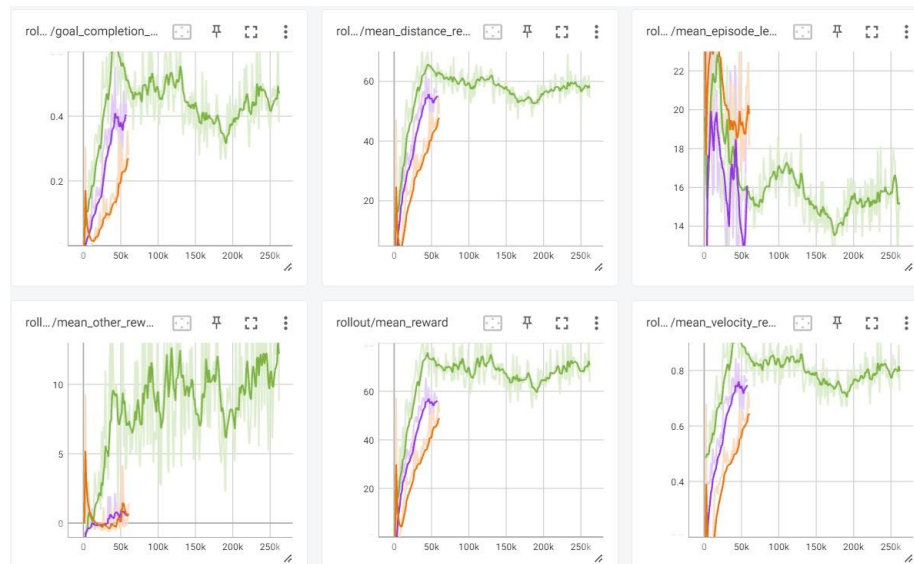 rol.../goal_completion_...
0.4
0.2
0 50k 100k 150k 200k 250k
rol.../mean_distance_re...
60
40
20
0 50k 100k 150k 200k 250k
rol.../mean_episode_le...
22
20
18
16
14
0 50k 100k 150k 200k 250k
roll.../mean_other_rew...
10
5
0
0 50k 100k 150k 200k 250k
rollout/mean_reward
60
40
20
0 50k 100k 150k 200k 250k
rol.../mean_velocity_re...
0.8
0.6
0.4
0 50k 100k 150k 200k 250k